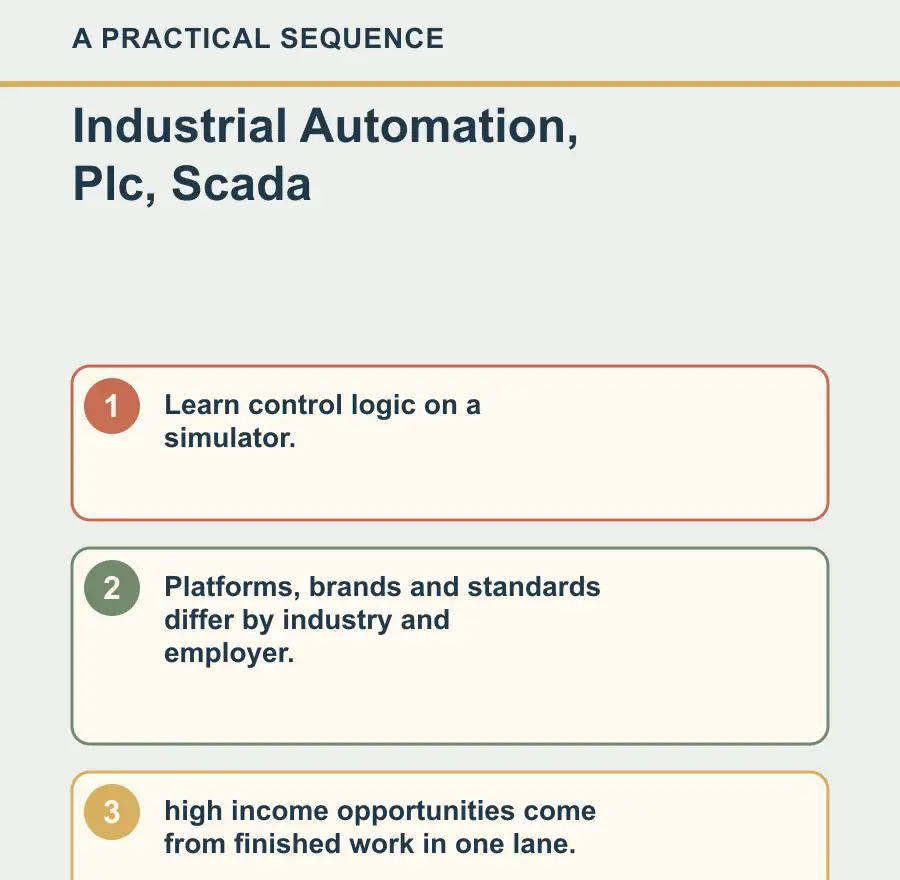 A PRACTICAL SEQUENCE
Industrial Automation,
Plc, Scada
1
Learn control logic on a
simulator.
2
Platforms, brands and standards
differ by industry and
employer.
3
high income opportunities come
from finished work in one lane.